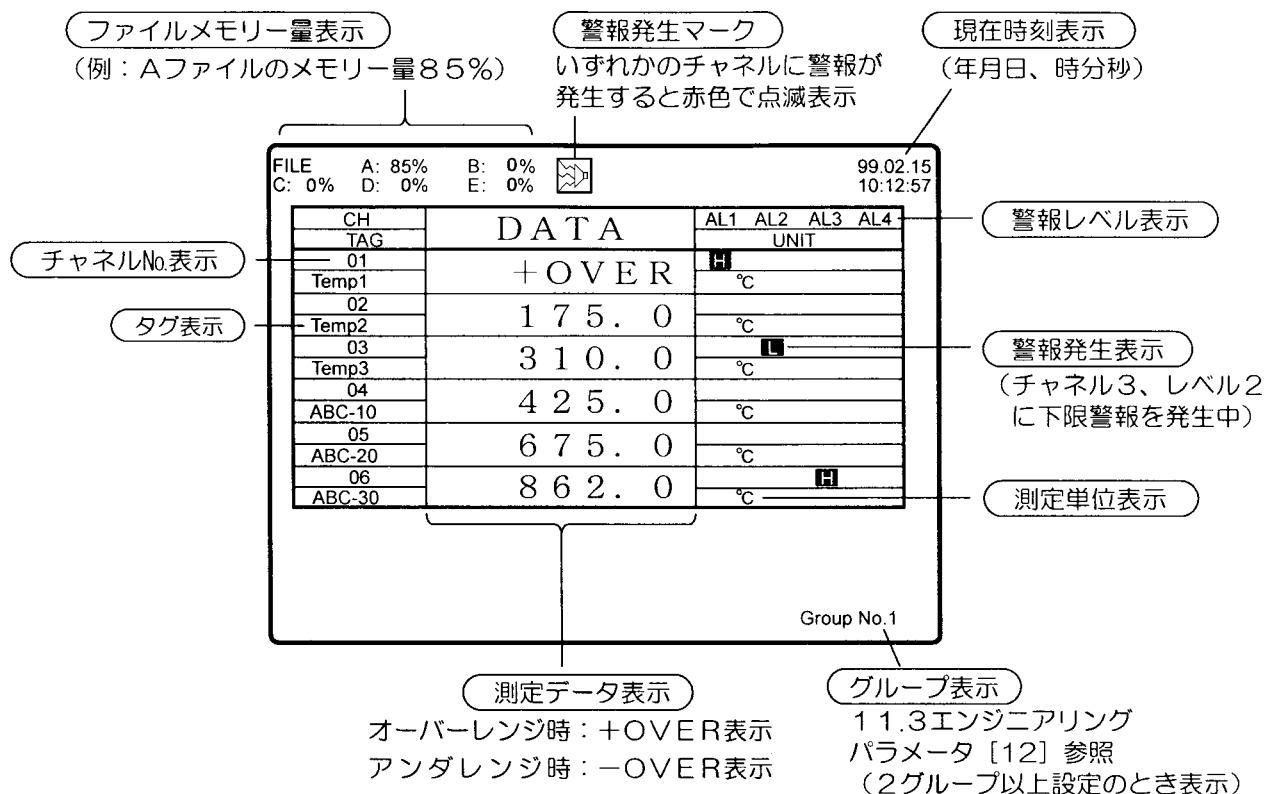 ファイルメモリー量表示
(例：Aファイルのメモリー量85%)
警報発生マーク
いずれかのチャネルに警報が
発生すると赤色で点滅表示
現在時刻表示
(年月日、時分秒)
FILE A: 85% B: 0%
C: 0% D: 0% E: 0%
99.02.15
10:12:57
CH
TAG
DATA
AL1 AL2 AL3 AL4
UNIT
警報レベル表示
チャネルNo.表示
01
Temp1
+OVER
H
℃
タグ表示
02
Temp2
175.0
℃
03
Temp3
310.0
L
℃
警報発生表示
(チャネル3、レベル2
に下限警報を発生中)
04
ABC-10
425.0
℃
05
ABC-20
675.0
℃
06
ABC-30
862.0
H
℃
測定単位表示
Group No.1
測定データ表示
オーバーレンジ時：+OVER表示
アンダレンジ時：−OVER表示
グループ表示
11.3エンジニアリング
パラメータ [12] 参照
(2グループ以上設定のとき表示)